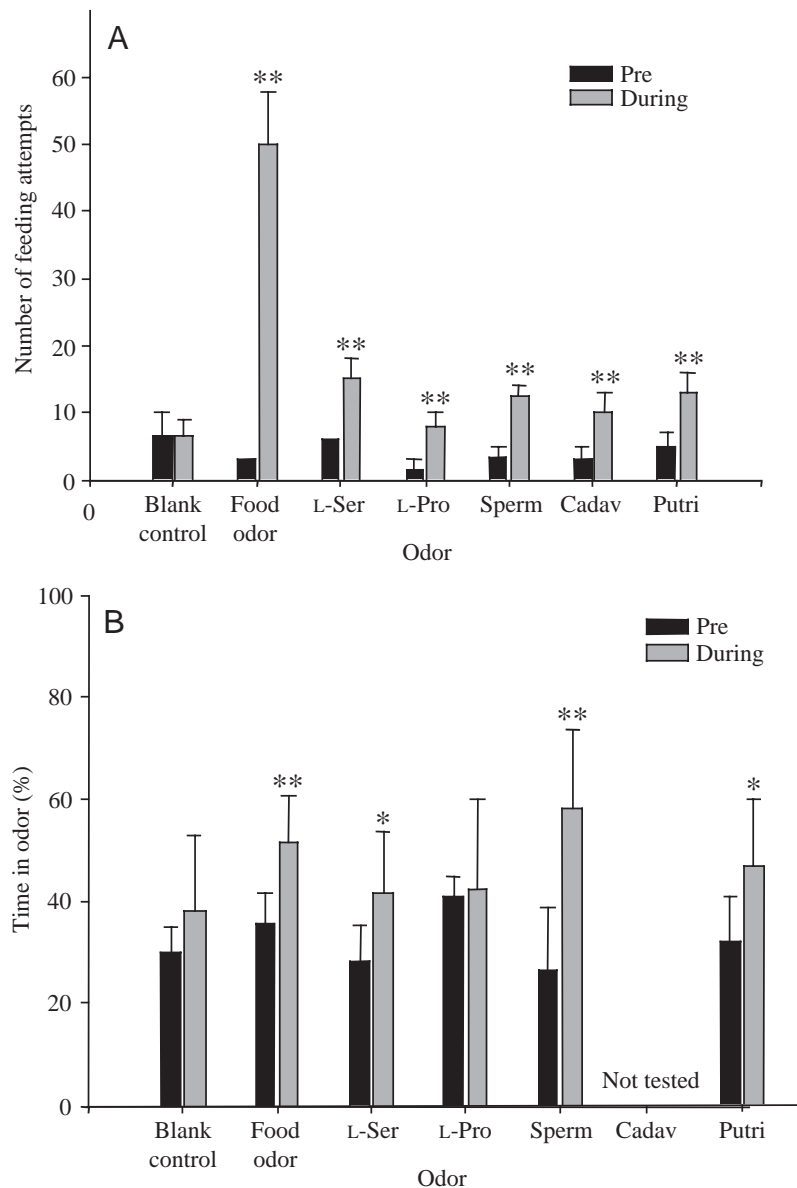 A
Pre
During
Number of feeding attempts
60
50
40
30
20
10
0
0
**
**
**
**
**
**
Blank control
Food odor
L-Ser
L-Pro
Sperm
Cadav
Putri
Odor
B
Pre
During
Time in odor (%)
100
80
60
40
20
0
**
*
**
*
Not tested
Blank control
Food odor
L-Ser
L-Pro
Sperm
Cadav
Putri
Odor